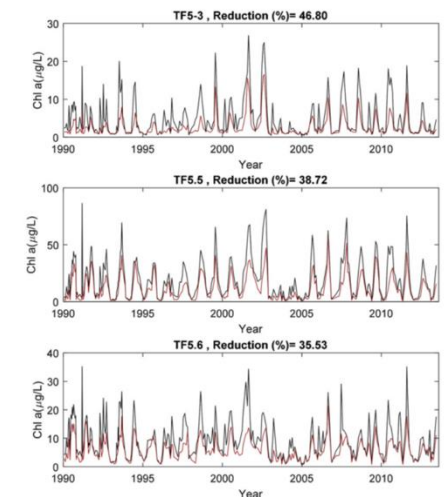 TF5-3 , Reduction (%)= 46.80
30
20
10
0
Chl a(μg/L)
1990 1995 2000 2005 2010
Year
TF5.5 , Reduction (%)= 38.72
100
50
0
Chl a(μg/L)
1990 1995 2000 2005 2010
Year
TF5.6 , Reduction (%)= 35.53
40
30
20
10
0
Chl a(μg/L)
1990 1995 2000 2005 2010
Year